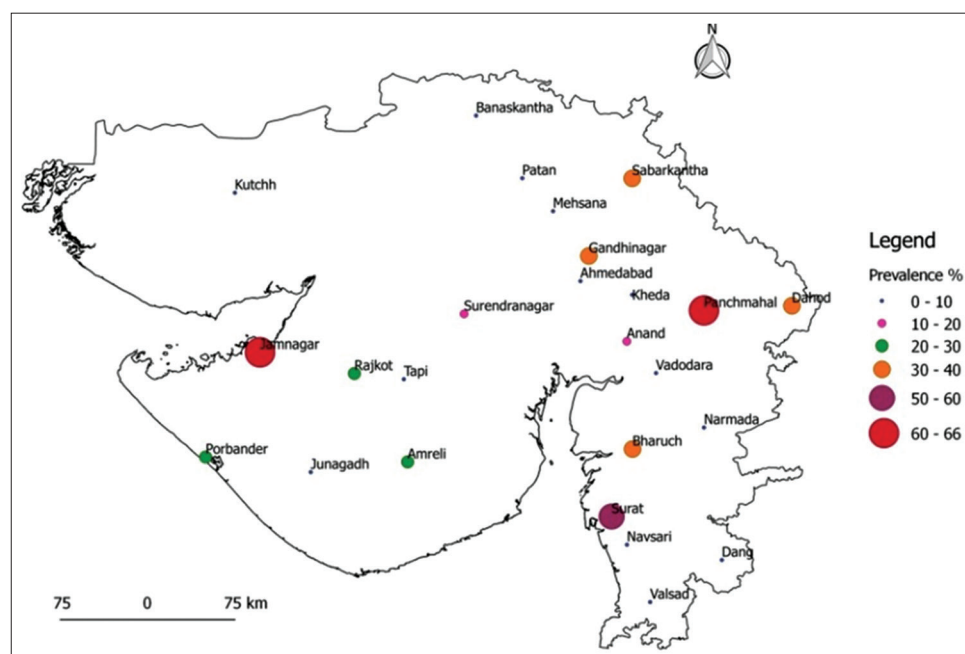 N
Banaskantha
Patan
Sabarkantha
Kutchh
Mehsana
Gandhinagar
Ahmedabad
Kheda
Panchmahal
Dahod
Surendranagar
Anand
Jamnagar
Rajkot
Tapi
Vadodara
Narmada
Porbander
Junagadh
Amreli
Bharuch
Surat
Navsari
Dang
Valsad
75 0 75 km
Legend
Prevalence %
0 - 10
10 - 20
20 - 30
30 - 40
50 - 60
60 - 66